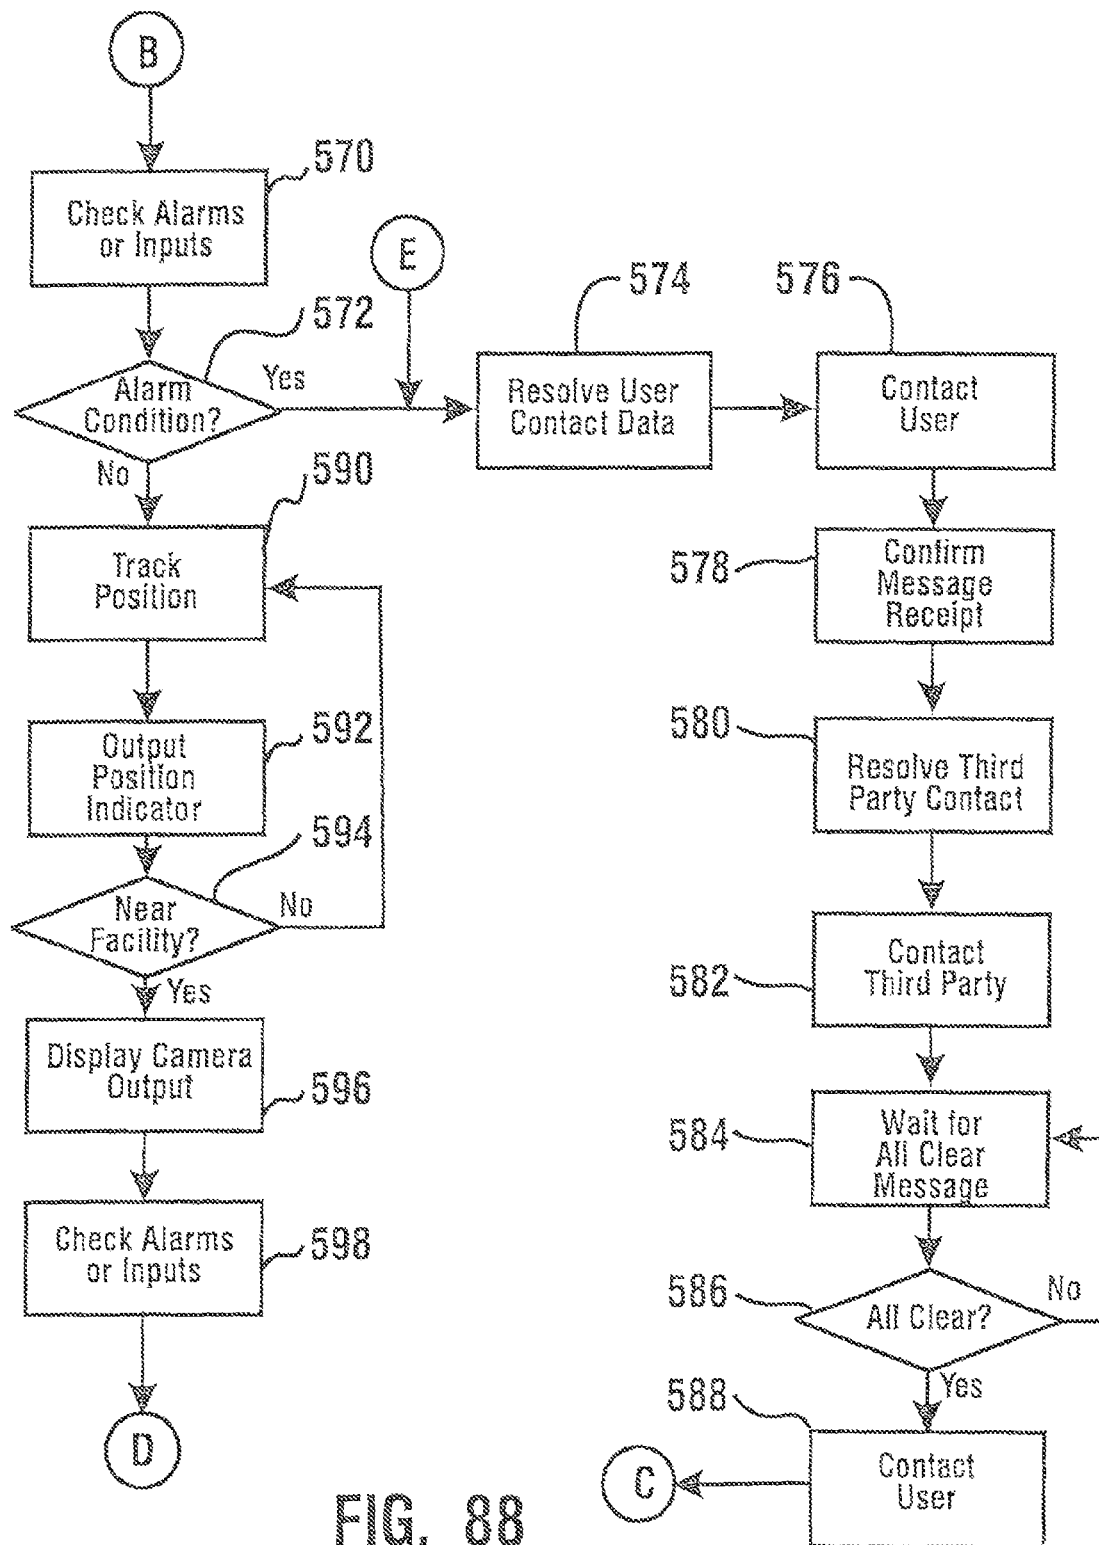 B
570
Check Alarms
or Inputs
E
572
Alarm
Condition?
Yes
No
574
Resolve User
Contact Data
576
Contact
User
590
Track
Position
578
Confirm
Message
Receipt
592
Output
Position
Indicator
580
Resolve Third
Party Contact
594
Near
Facility?
No
Yes
582
Contact
Third Party
Display Camera
Output
596
584
Wait for
All Clear
Message
Check Alarms
or Inputs
598
586
All Clear?
No
Yes
D
588
Contact
User
C
FIG. 88